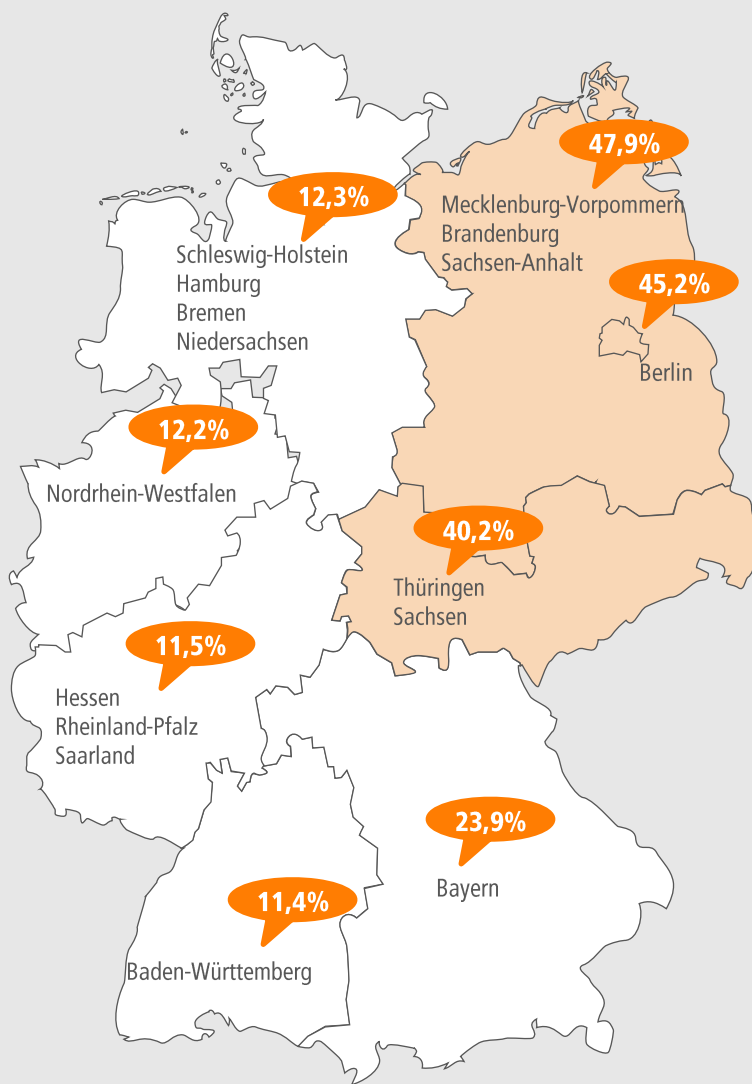 47,9%
Mecklenburg-Vorpommern
Brandenburg
Sachsen-Anhalt
12,3%
Schleswig-Holstein
Hamburg
Bremen
Niedersachsen
45,2%
Berlin
12,2%
Nordrhein-Westfalen
40,2%
Thüringen
Sachsen
11,5%
Hessen
Rheinland-Pfalz
Saarland
23,9%
Bayern
11,4%
Baden-Württemberg